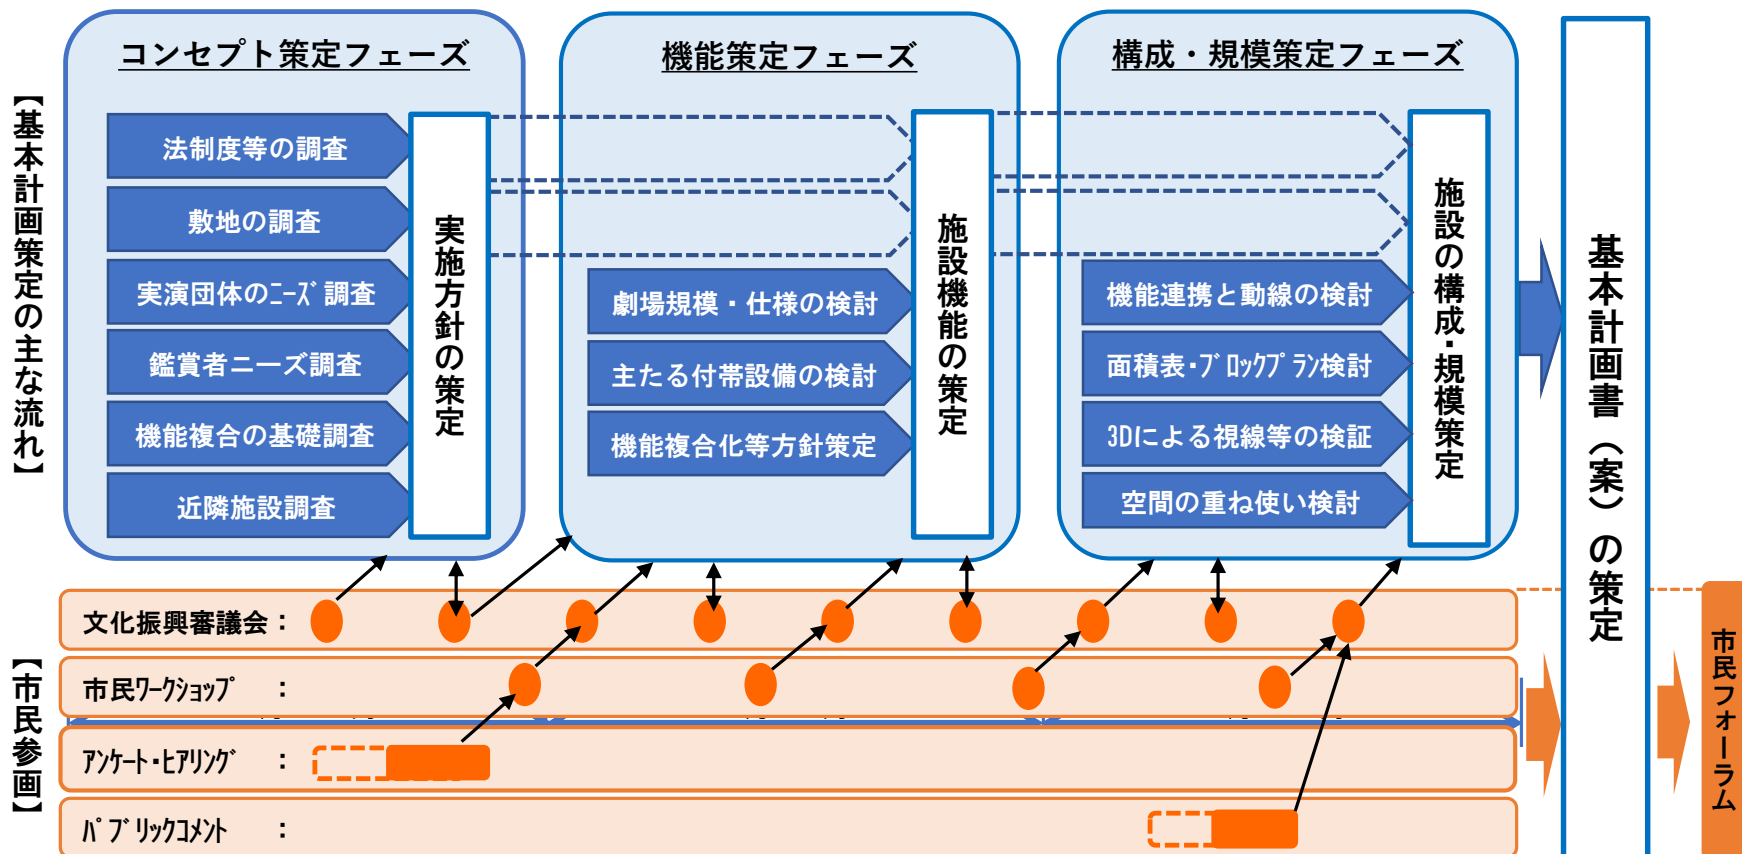 【基本計画策定の主な流れ】
コンセプト策定フェーズ
法制度等の調査
敷地の調査
実演団体のニーズ調査
鑑賞者ニーズ調査
機能複合の基礎調査
近隣施設調査
実施方針の策定
機能策定フェーズ
劇場規模・仕様の検討
主たる付帯設備の検討
機能複合化等方針策定
施設機能の策定
構成・規模策定フェーズ
機能連携と動線の検討
面積表・ブロックプラン検討
3Dによる視線等の検証
空間の重ね使い検討
施設の構成・規模策定
基本計画書（案）の策定
【市民参画】
文化振興審議会：
市民ワークショップ　：
アンケート・ヒアリング　：
パブリックコメント　：
市民フォーラム